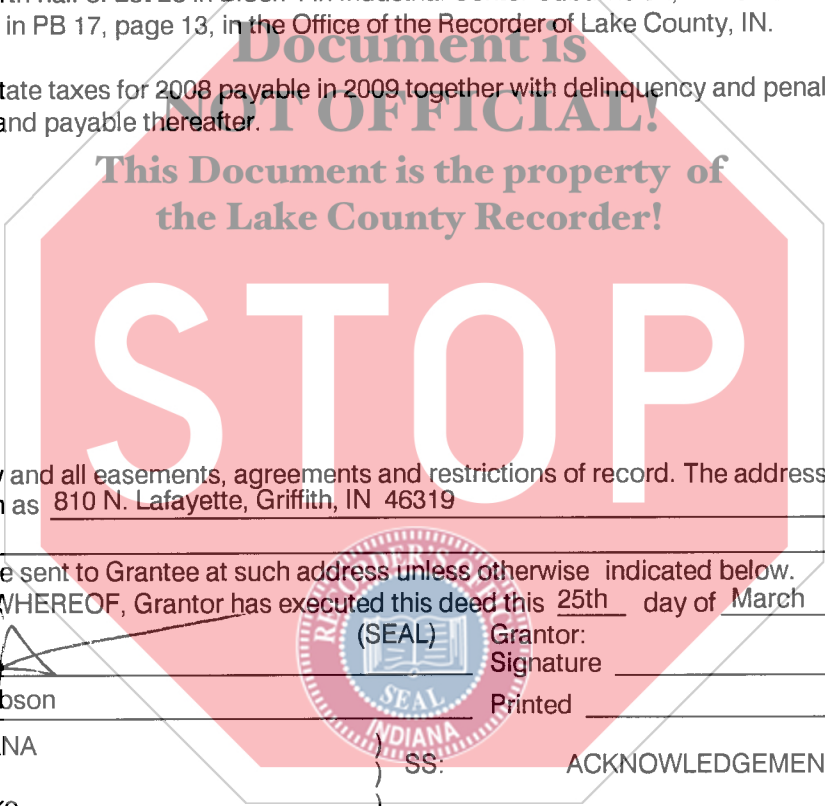 in PB 17, page 13, in the Office of the Recorder of Lake County, IN.
Document is
tate taxes for 2008 payable in 2009 together with delinquency and penal
NOT OFFICIAL!
and payable thereafter.
This Document is the property of
the Lake County Recorder!
STOP
and all easements, agreements and restrictions of record. The address
as 810 N. Lafayette, Griffith, IN 46319
e sent to Grantee at such address unless otherwise indicated below.
WHEREOF, Grantor has executed this deed this 25th day of March
(SEAL) Grantor:
Signature
bson Printed
RECORDER'S OFFICE
SEAL
INDIANA
NA
SS: ACKNOWLEDGEMEN